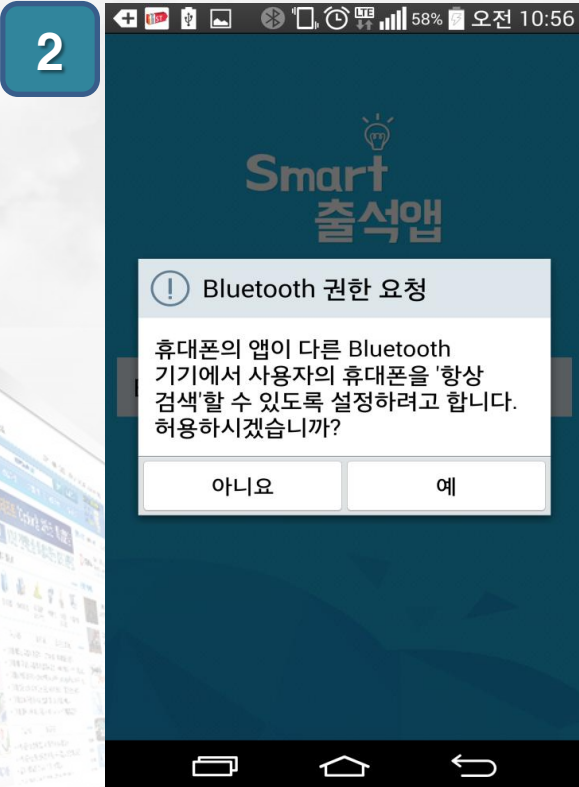 2
58% 오전 10:56
LTE
Smart
출석앱
Bluetooth 권한 요청
휴대폰의 앱이 다른 Bluetooth
기기에서 사용자의 휴대폰을 '항상
검색'할 수 있도록 설정하려고 합니다.
허용하시겠습니까?
아니요 예